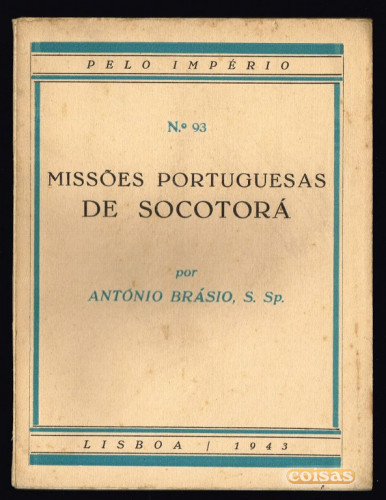 PELO IMPÉRIO
N.º 93
MISSÕES PORTUGUESAS
DE SOCOTORÁ
por
ANTÓNIO BRÁSIO, S. Sp.
LISBOA / 1943
coisas